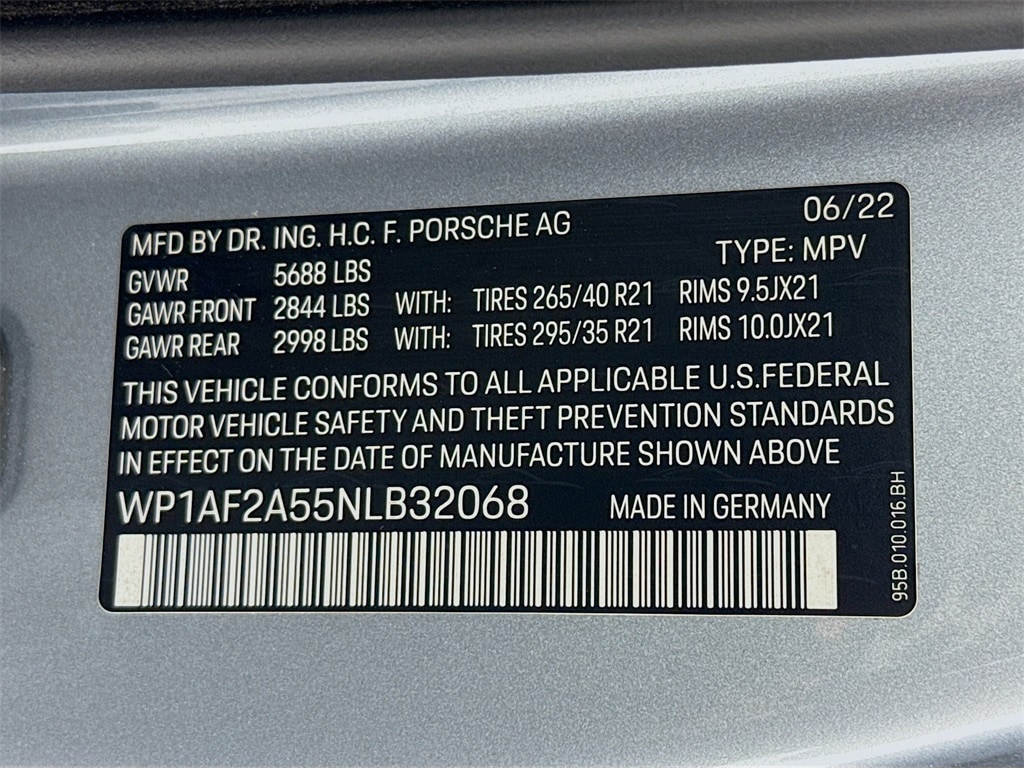 MFD BY DR. ING. H.C. F. PORSCHE AG 06/22
TYPE: MPV
GVWR 5688 LBS
GAWR FRONT 2844 LBS WITH: TIRES 265/40 R21 RIMS 9.5JX21
GAWR REAR 2998 LBS WITH: TIRES 295/35 R21 RIMS 10.0JX21
THIS VEHICLE CONFORMS TO ALL APPLICABLE U.S.FEDERAL
MOTOR VEHICLE SAFETY AND THEFT PREVENTION STANDARDS
IN EFFECT ON THE DATE OF MANUFACTURE SHOWN ABOVE
WP1AF2A55NLB32068 MADE IN GERMANY
95B.010.016.BH